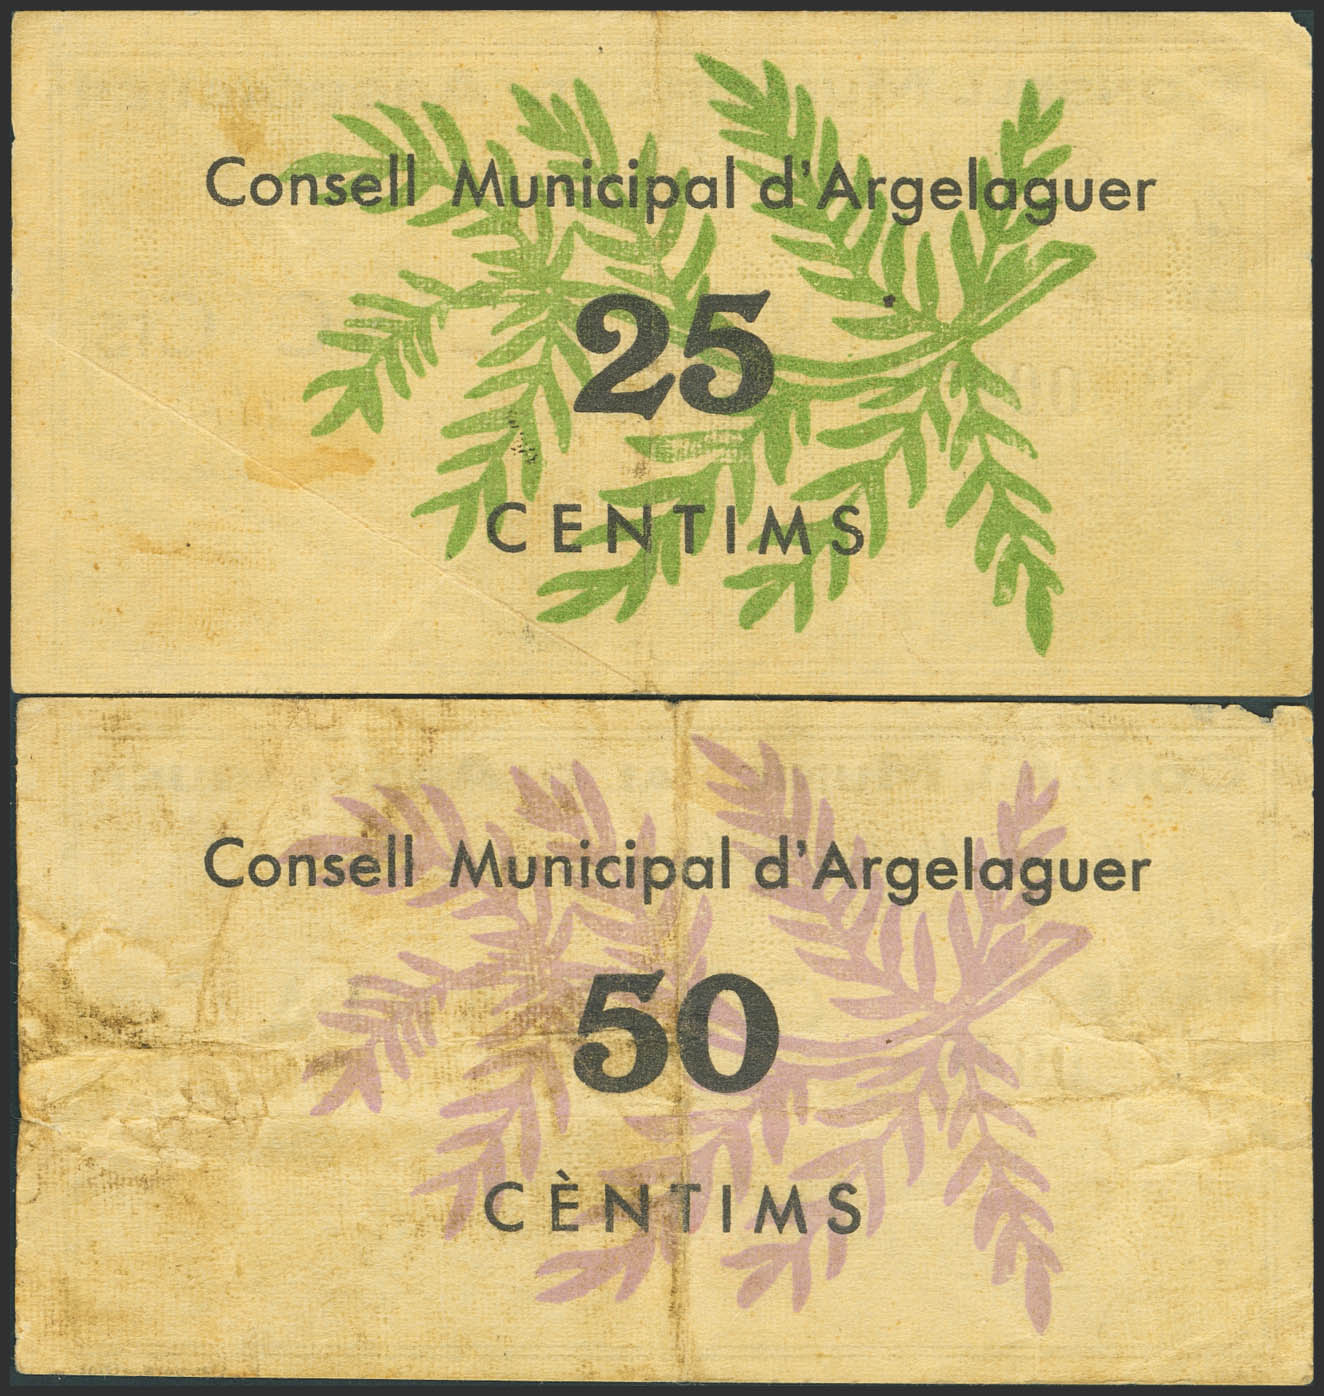 Consell Municipal d'Argelaguer
25
CENTIMS
Consell Municipal d'Argelaguer
50
CÈNTIMS